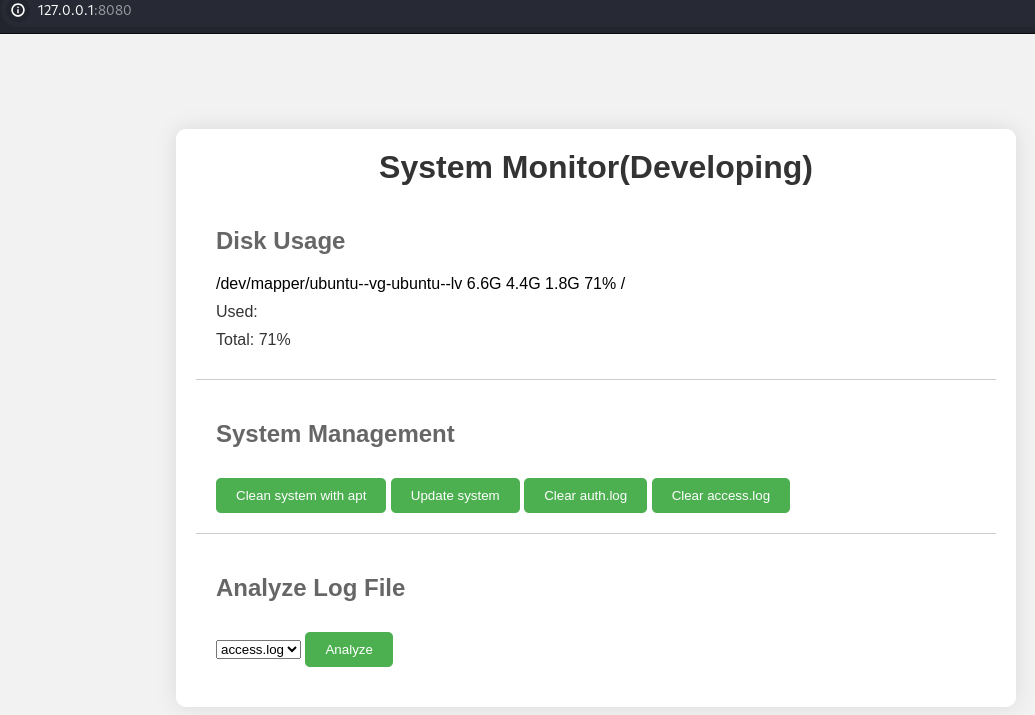 127.0.0.1:8080
System Monitor(Developing)
Disk Usage
/dev/mapper/ubuntu--vg-ubuntu--lv 6.6G 4.4G 1.8G 71% /
Used:
Total: 71%
System Management
Clean system with apt Update system Clear auth.log Clear access.log
Analyze Log File
access.log Analyze